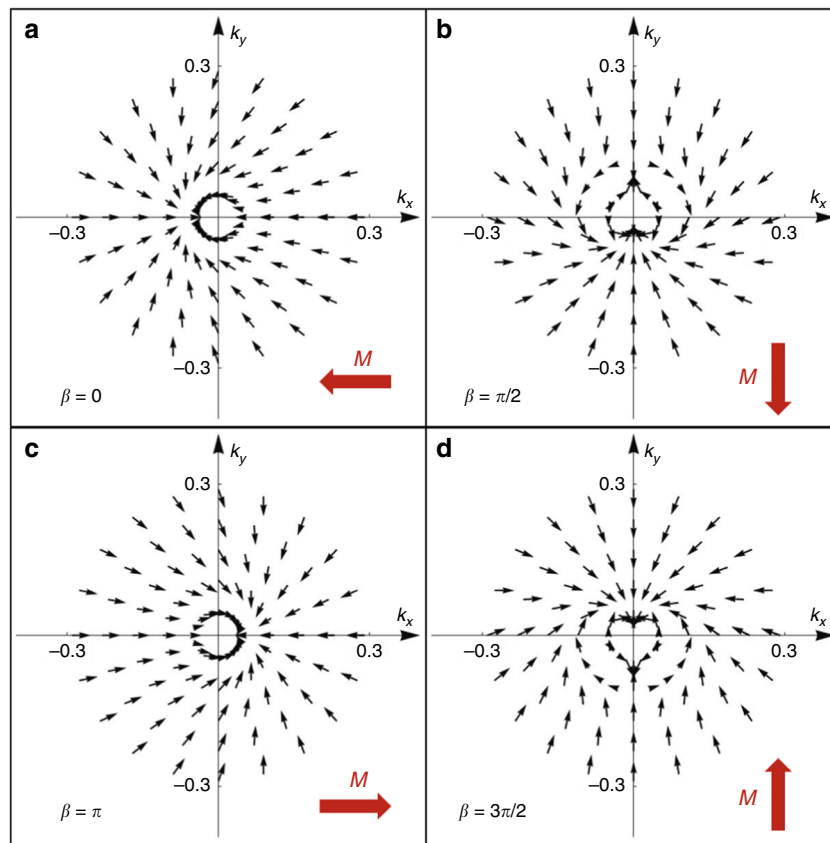 a
k_y
0.3
k_x
–0.3
0.3
–0.3
M
β = 0
b
k_y
0.3
k_x
–0.3
0.3
–0.3
M
β = π/2
c
k_y
0.3
k_x
–0.3
0.3
–0.3
M
β = π
d
k_y
0.3
k_x
–0.3
0.3
–0.3
M
β = 3π/2